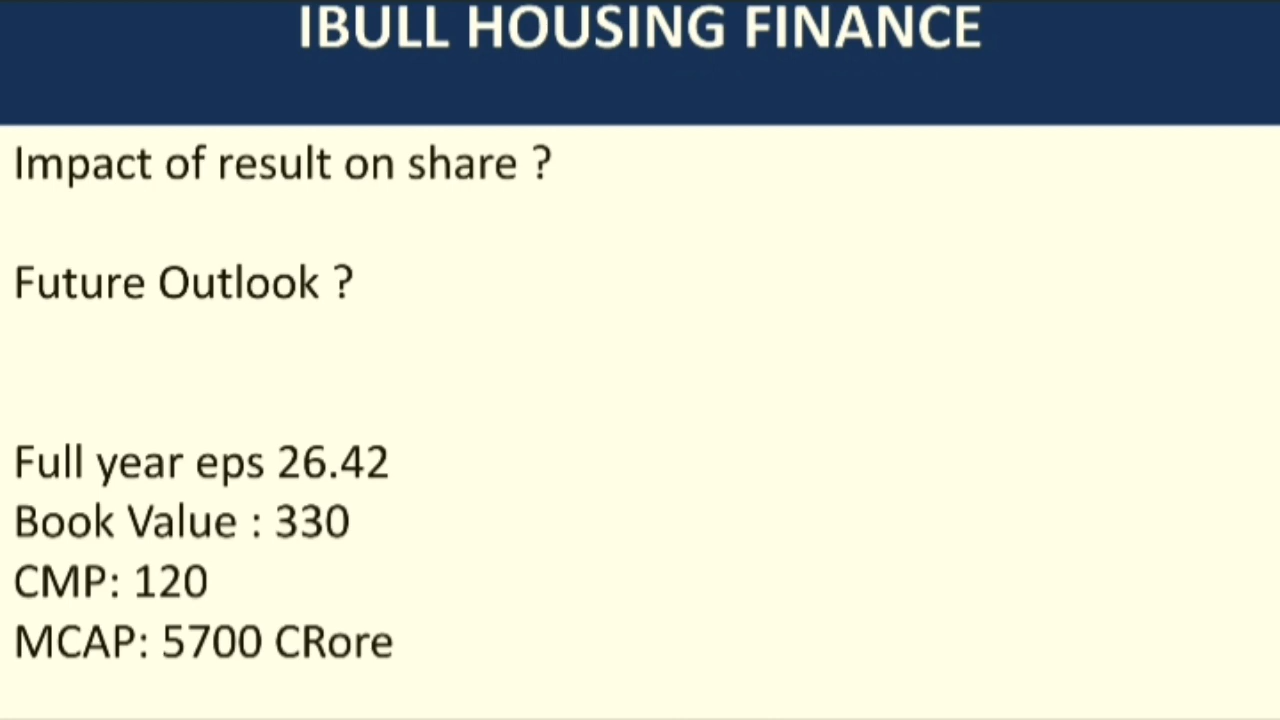 IBULL HOUSING FINANCE
Impact of result on share ?
Future Outlook ?
Full year eps 26.42
Book Value : 330
CMP: 120
MCAP: 5700 CRore